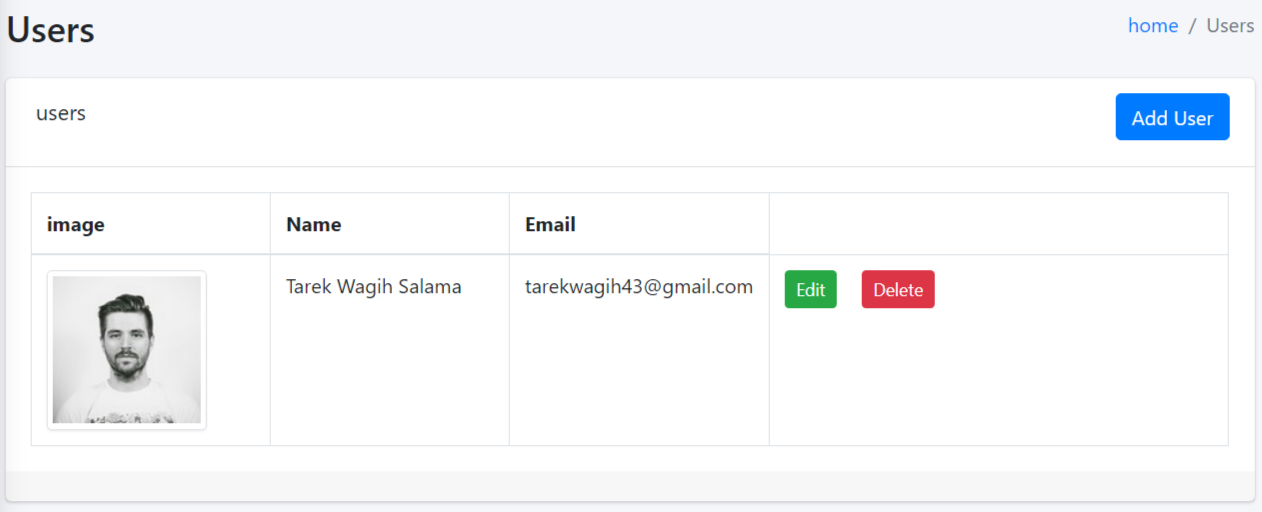 Users
home / Users
users
Add User
image Name Email
Tarek Wagih Salama tarekwagih43@gmail.com Edit Delete